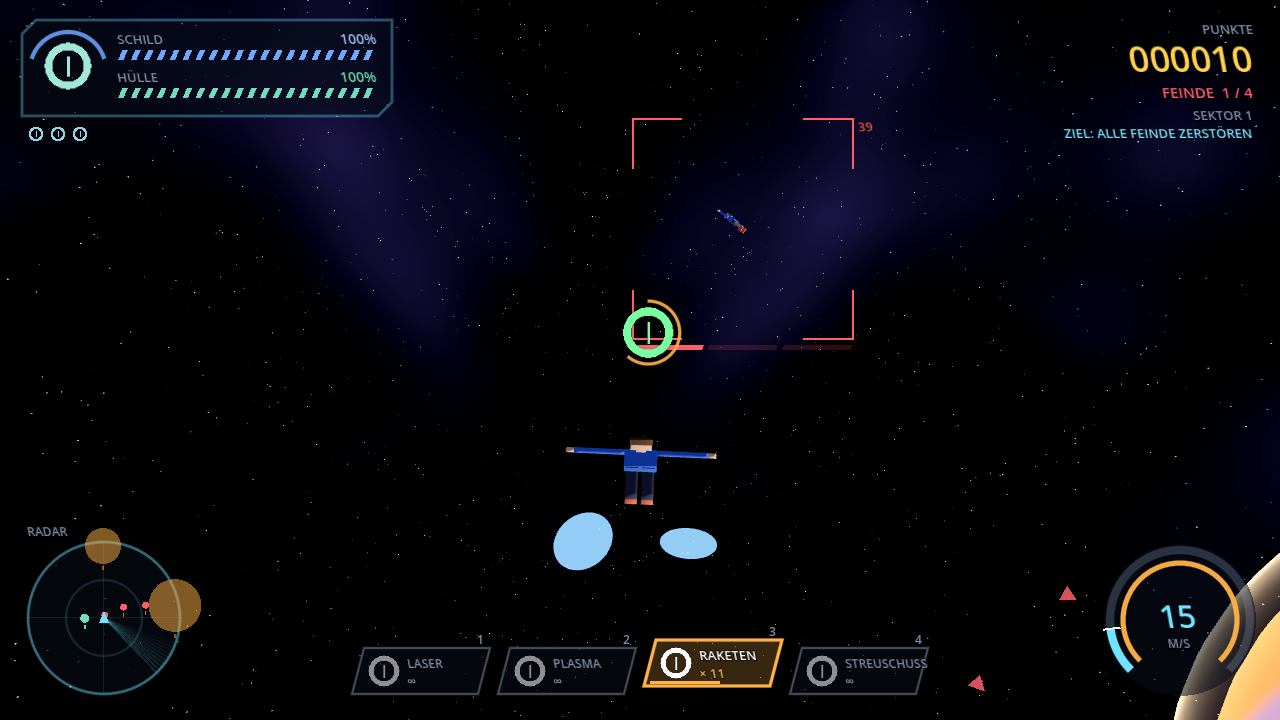 SCHILD 100%
HÜLLE 100%
PUNKTE
000010
FEINDE 1 / 4
SEKTOR 1
ZIEL: ALLE FEINDE ZERSTÖREN
39
RADAR
1
LASER
∞
2
PLASMA
∞
3
RAKETEN
× 11
4
STREUSCHUSS
∞
15
M/S